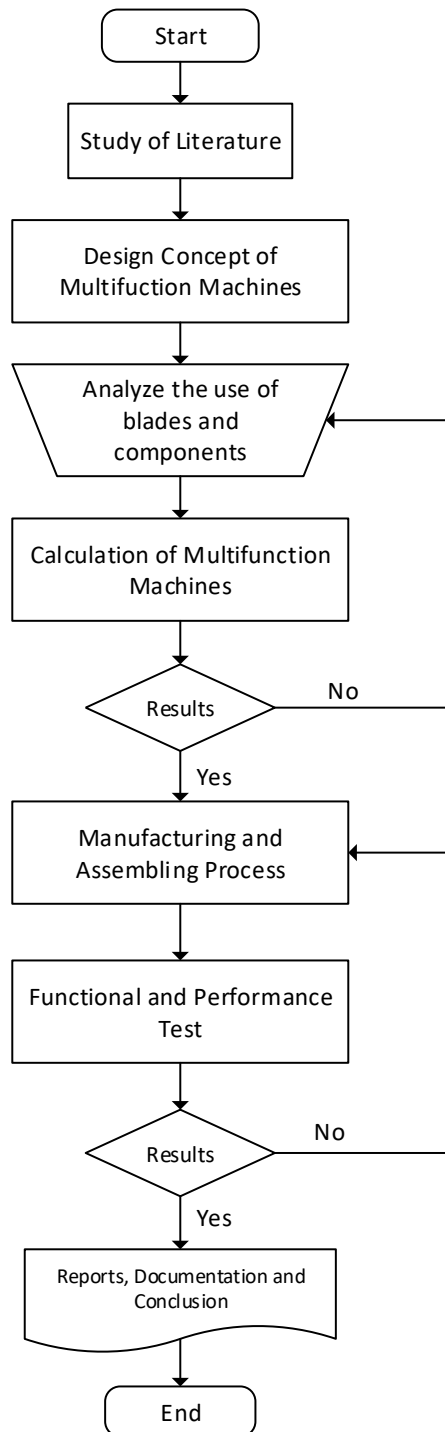 Start
Study of Literature
Design Concept of
Multifuction Machines
Analyze the use of
blades and
components
Calculation of Multifunction
Machines
Results
No
Yes
Manufacturing and
Assembling Process
Functional and Performance
Test
Results
No
Yes
Reports, Documentation and
Conclusion
End